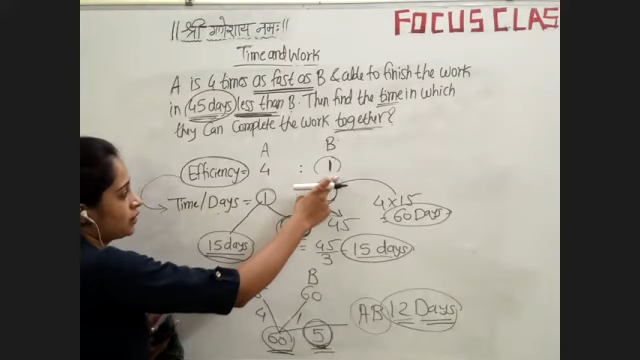 ||श्री गणेशाय नमः||
FOCUS CLAS
Time and Work
A is 4 times as fast as B & able to finish the work
in 45 days less than B. Then find the time in which
they Can Complete the work together?
A B
Efficiency = 4 : 1
Time/Days = 1
4 x 15
= 60 Days
45
15 days
= 45/3 = 15 days
B
60
4 1
60 5
AB 12 Days